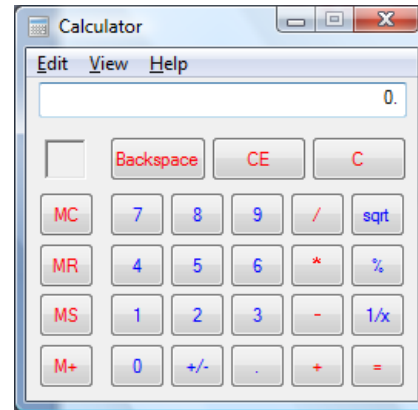 Calculator
Edit View Help
0.
Backspace CE C
MC 7 8 9 / sqrt
MR 4 5 6 * %
MS 1 2 3 - 1/x
M+ 0 +/- . + =